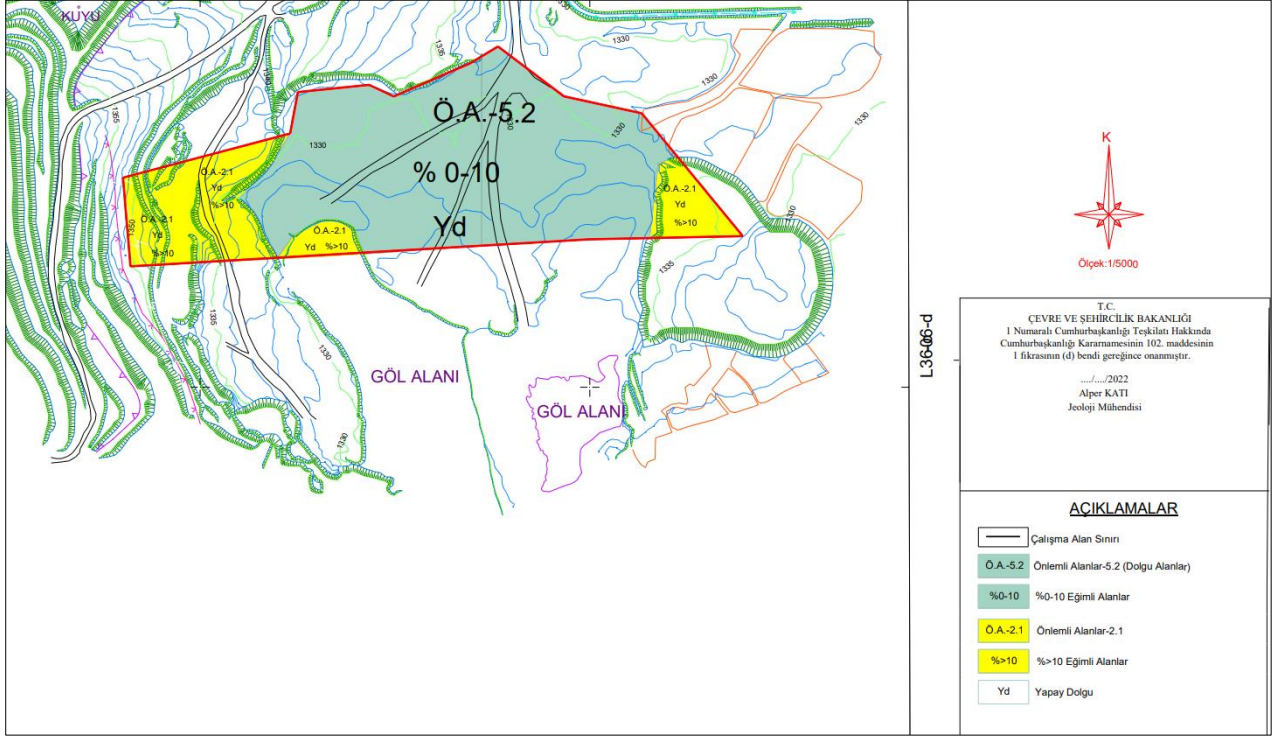 KUYU
1330
1335
1330
1330
1340
1355
Ö.A.-5.2
1330
1330
1330
1330
% 0-10
Ö.A.-2.1
Yd
%>10
Ö.A.-2.1
Yd
%>10
1350
Ö.A.-2.1
Yd
%>10
Ö.A.-2.1
Yd %>10
Yd
1330
1335
1335
1330
1330
GÖL ALANI
GÖL ALANI
K
Ölçek:1/5000
T.C.
ÇEVRE VE ŞEHİRCİLİK BAKANLIĞI
1 Numaralı Cumhurbaşkanlığı Teşkilatı Hakkında
Cumhurbaşkanlığı Kararnamesinin 102. maddesinin
1 fıkrasının (d) bendi gereğince onanmıştır.
..../..../2022
Alper KATI
Jeoloji Mühendisi
AÇIKLAMALAR
Çalışma Alan Sınırı
Ö.A.-5.2 Önlemli Alanlar-5.2 (Dolgu Alanlar)
%0-10 %0-10 Eğimli Alanlar
Ö.A.-2.1 Önlemli Alanlar-2.1
%>10 %>10 Eğimli Alanlar
Yd Yapay Dolgu